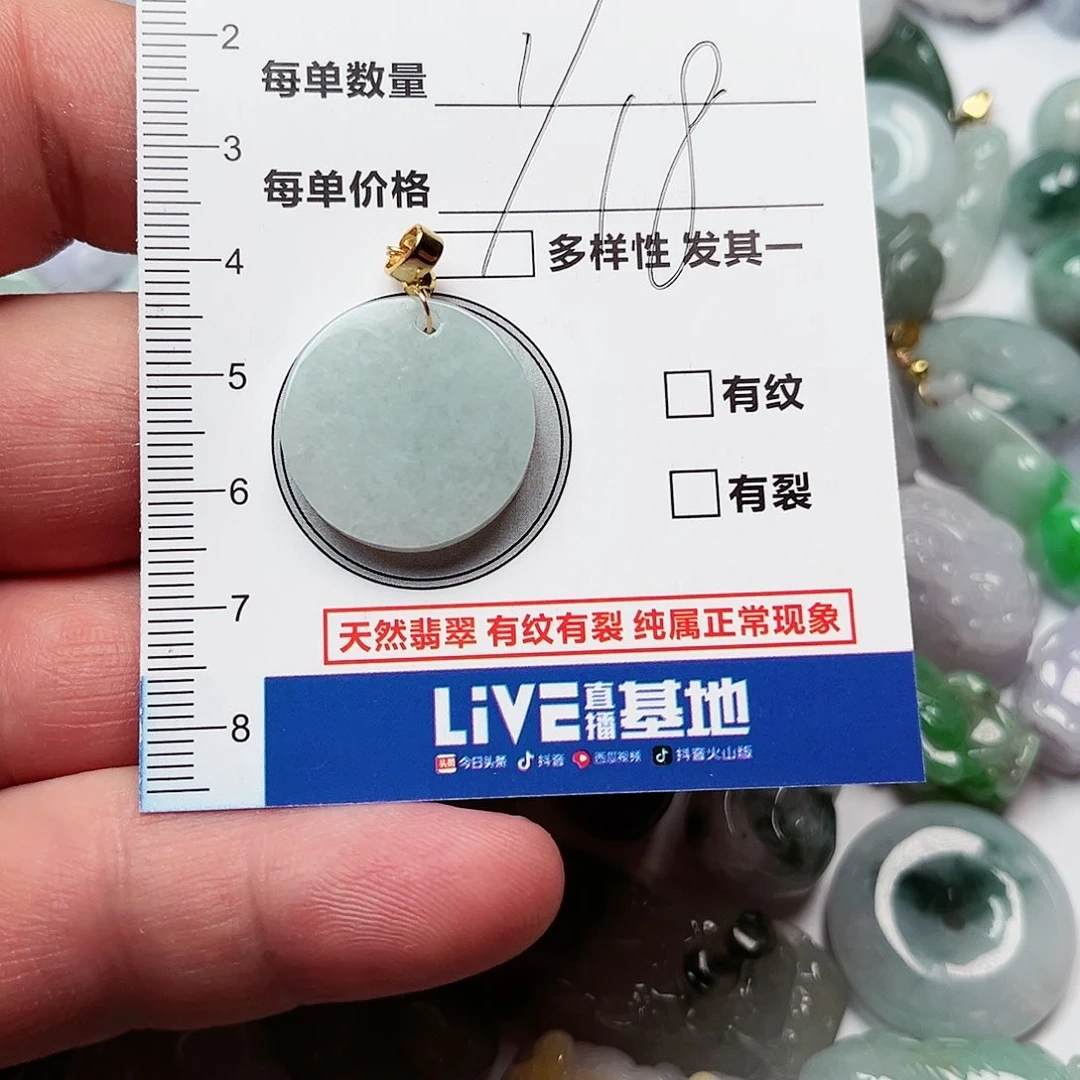 2
每单数量 1
3
每单价格 118
4
多样性 发其一
5
有纹
6
有裂
7
天然翡翠 有纹有裂 纯属正常现象
LiVE直播基地
8
今日头条 抖音 西瓜视频 抖音火山版